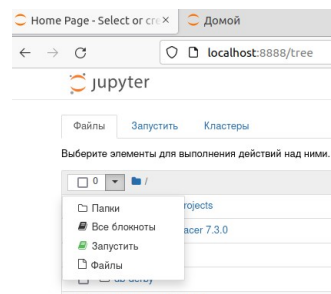 Home Page - Select or cre × Домой
localhost:8888/tree
jupyter
Файлы Запустить Кластеры
Выберите элементы для выполнения действий над ними.
0 /
Папки
rojects
Все блокноты
acer 7.3.0
Запустить
Файлы